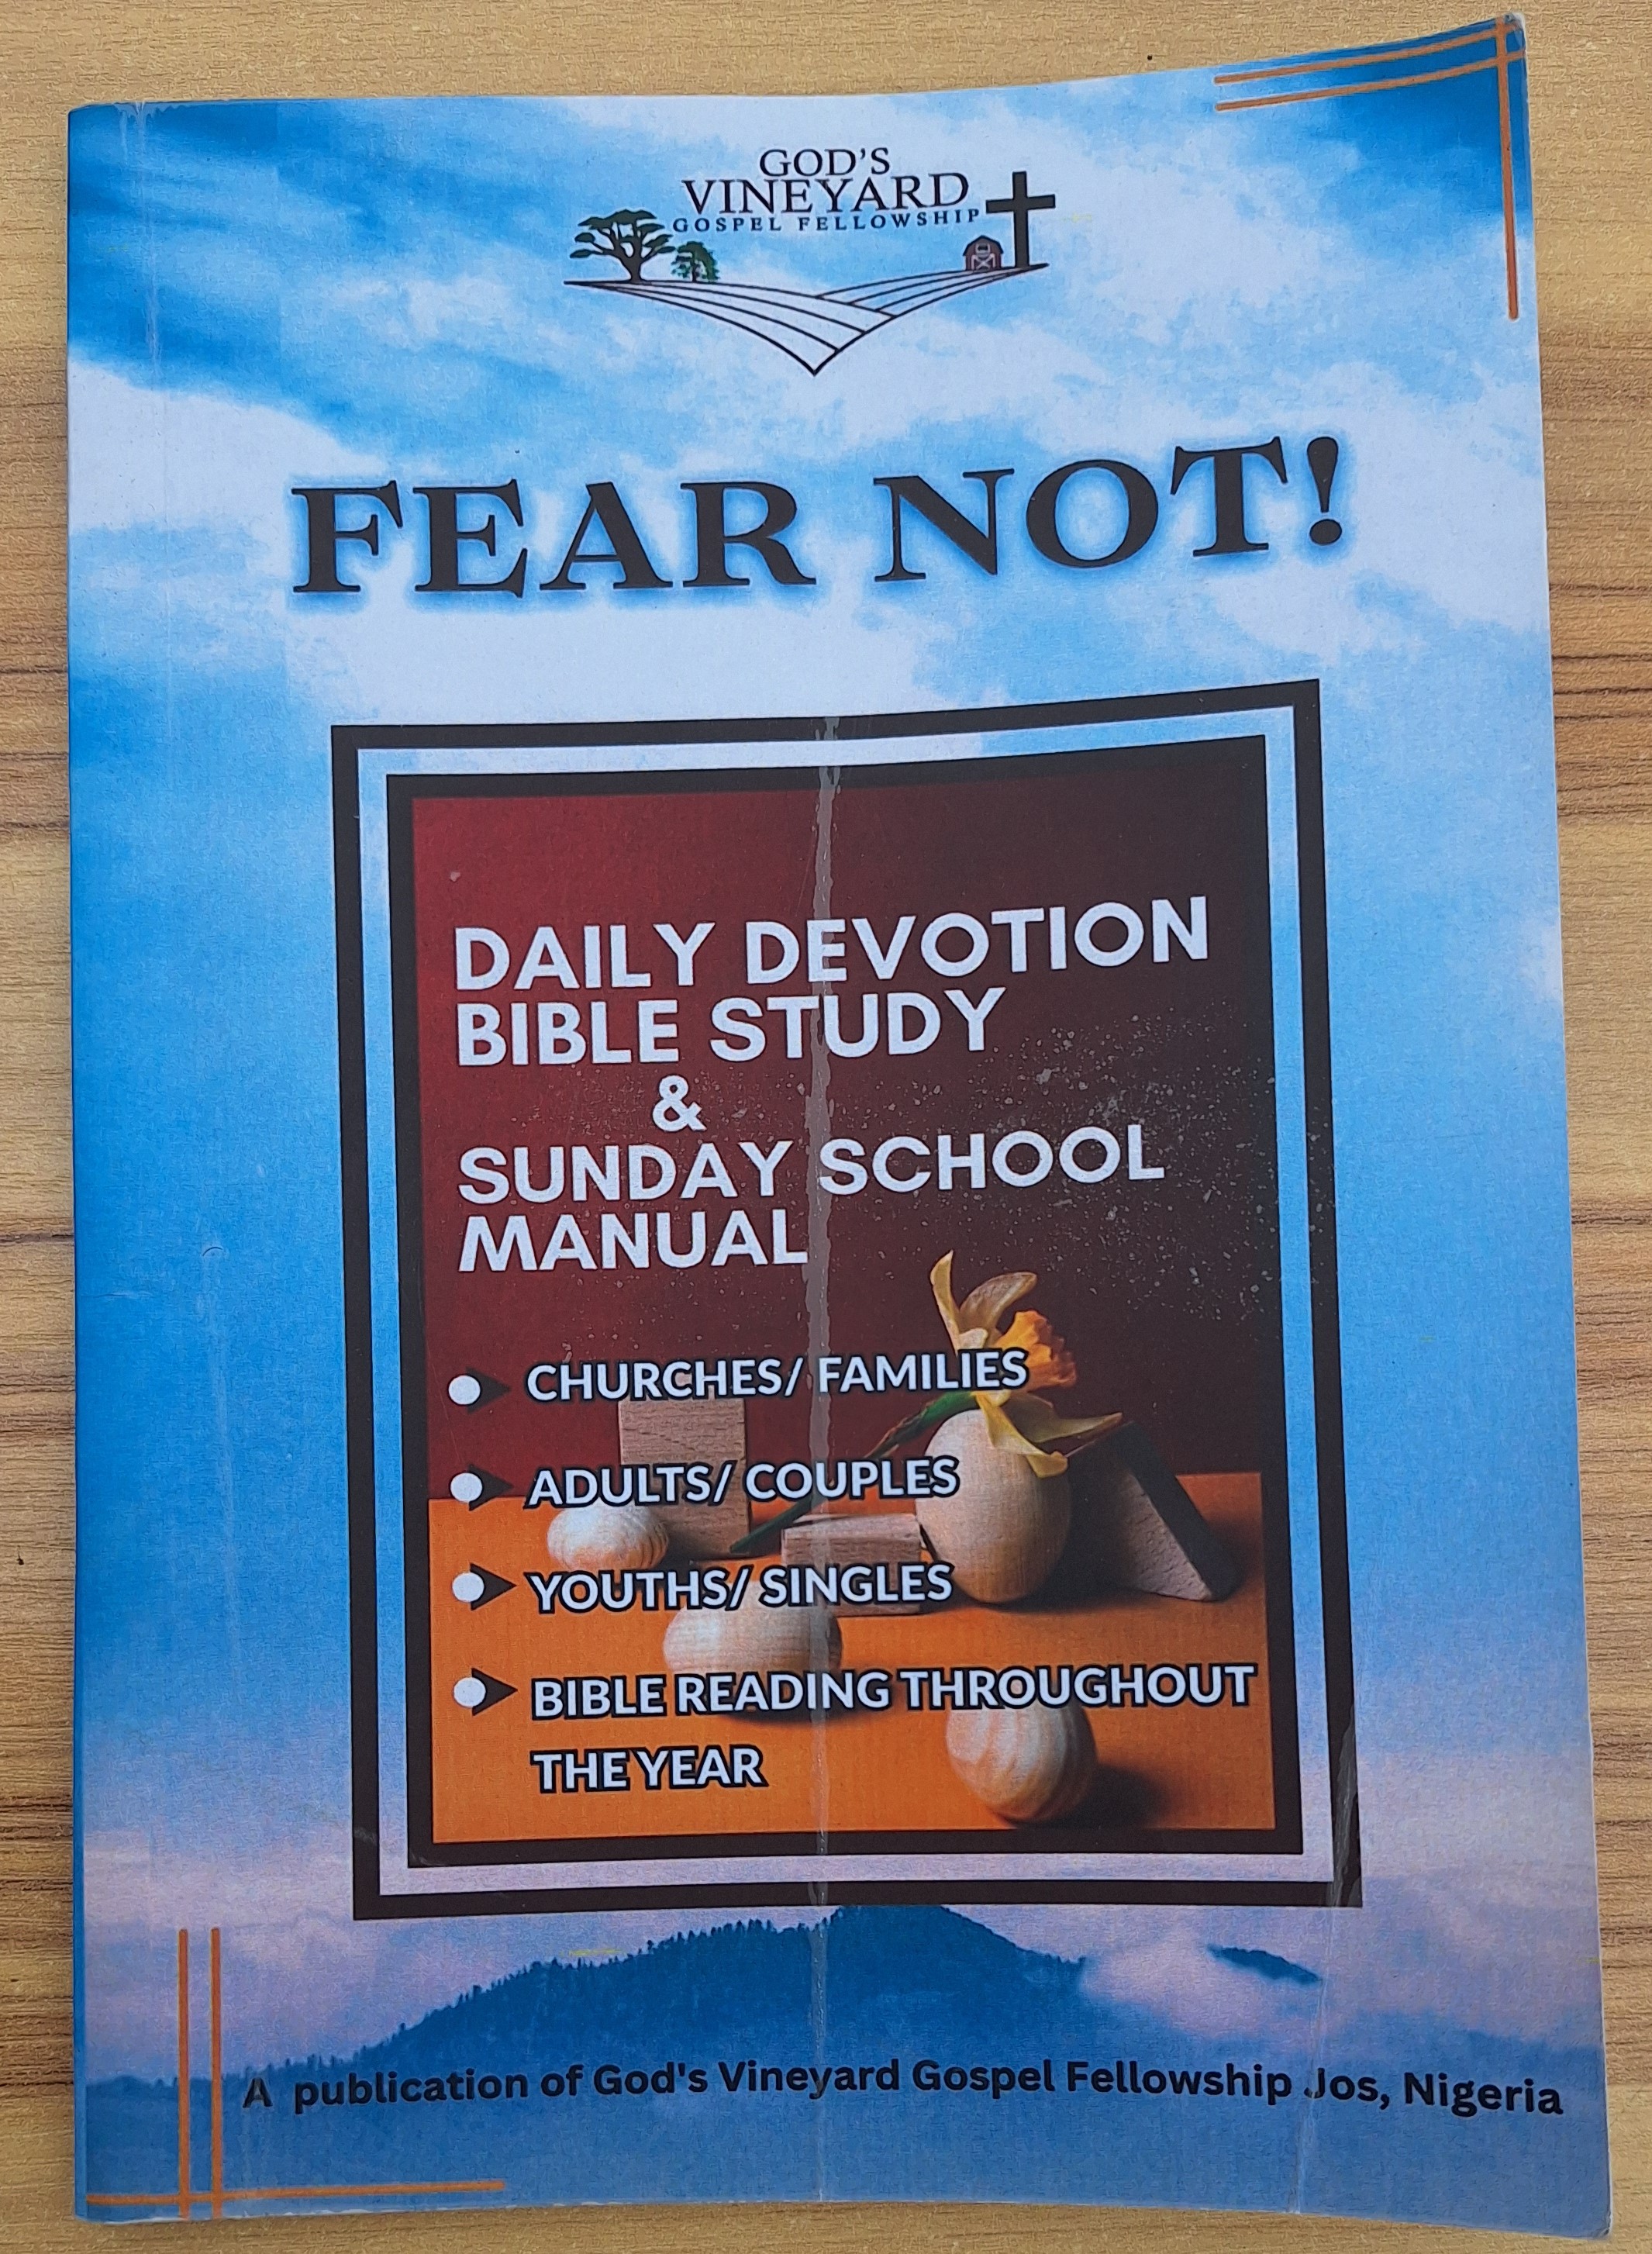 GOD'S
VINEYARD
GOSPEL FELLOWSHIP
FEAR NOT!
DAILY DEVOTION
BIBLE STUDY
&
SUNDAY SCHOOL
MANUAL
CHURCHES/ FAMILIES
ADULTS/ COUPLES
YOUTHS/ SINGLES
BIBLE READING THROUGHOUT
THE YEAR
A publication of God's Vineyard Gospel Fellowship Jos, Nigeria